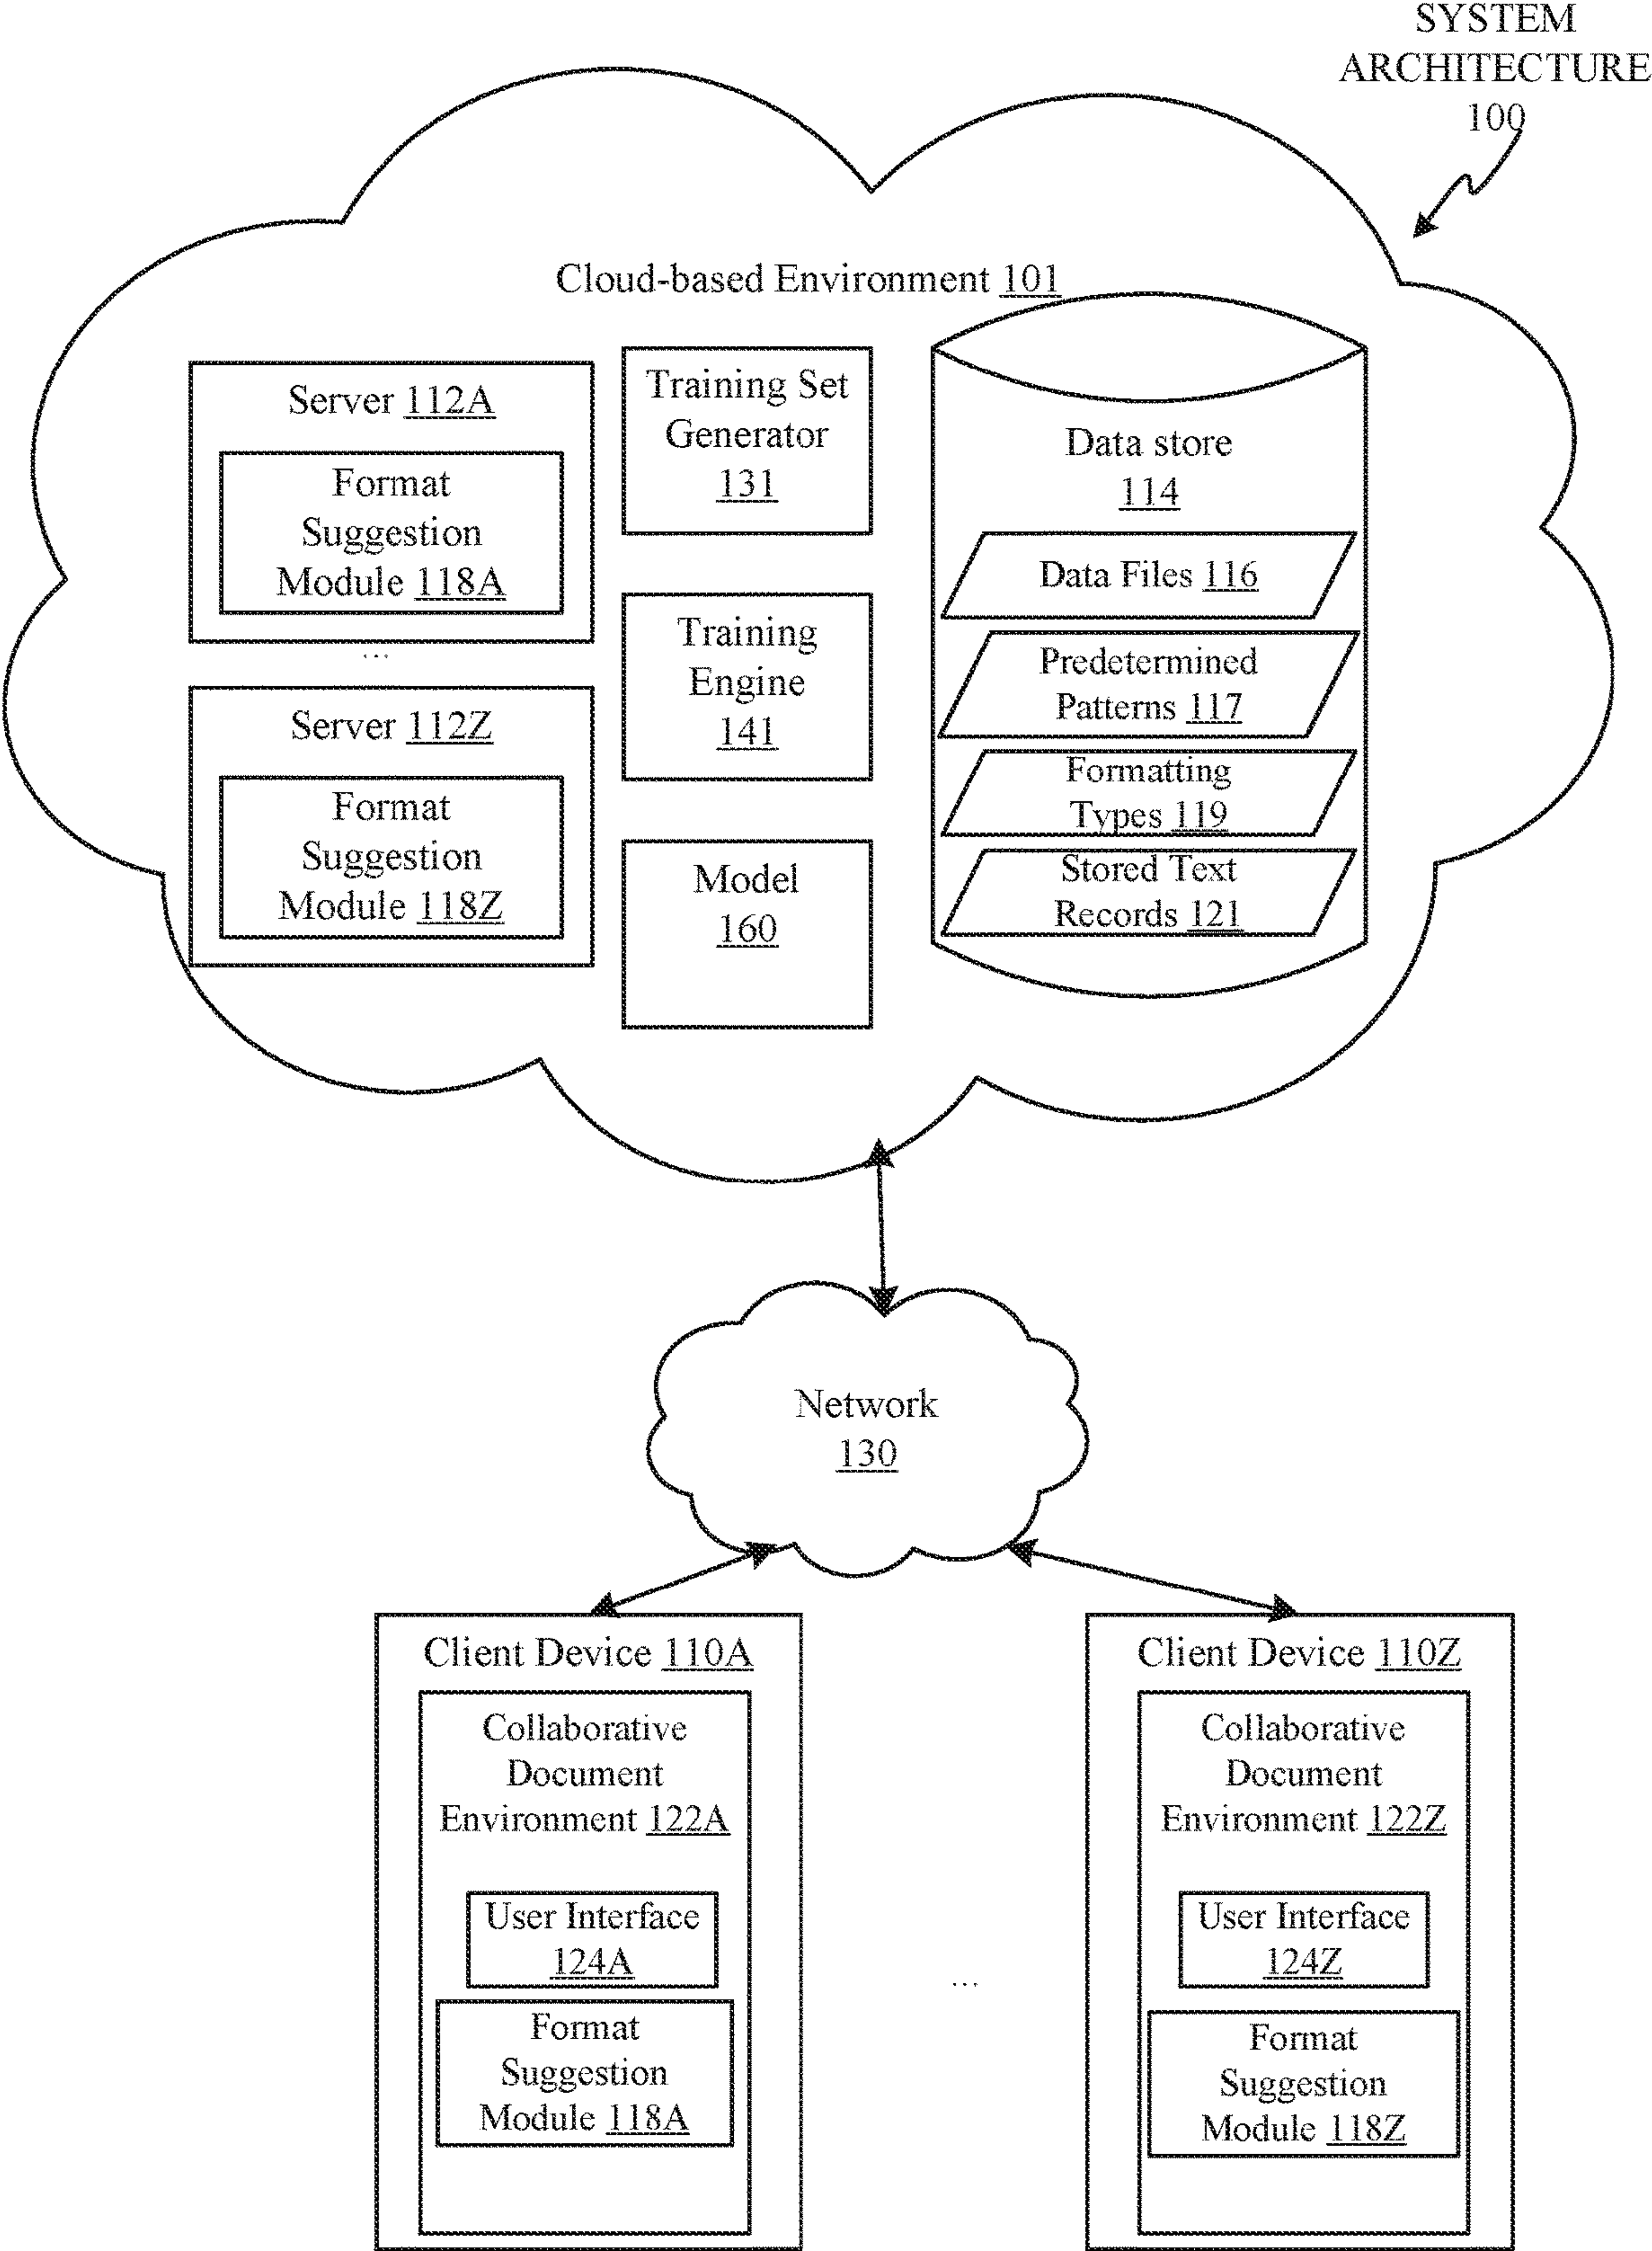 SYSTEM
ARCHITECTURE
100
Cloud-based Environment 101
Server 112A
Format
Suggestion
Module 118A
...
Server 112Z
Format
Suggestion
Module 118Z
Training Set
Generator
131
Training
Engine
141
Model
160
Data store
114
Data Files 116
Predetermined
Patterns 117
Formatting
Types 119
Stored Text
Records 121
Network
130
Client Device 110A
Collaborative
Document
Environment 122A
User Interface
124A
Format
Suggestion
Module 118A
...
Client Device 110Z
Collaborative
Document
Environment 122Z
User Interface
124Z
Format
Suggestion
Module 118Z